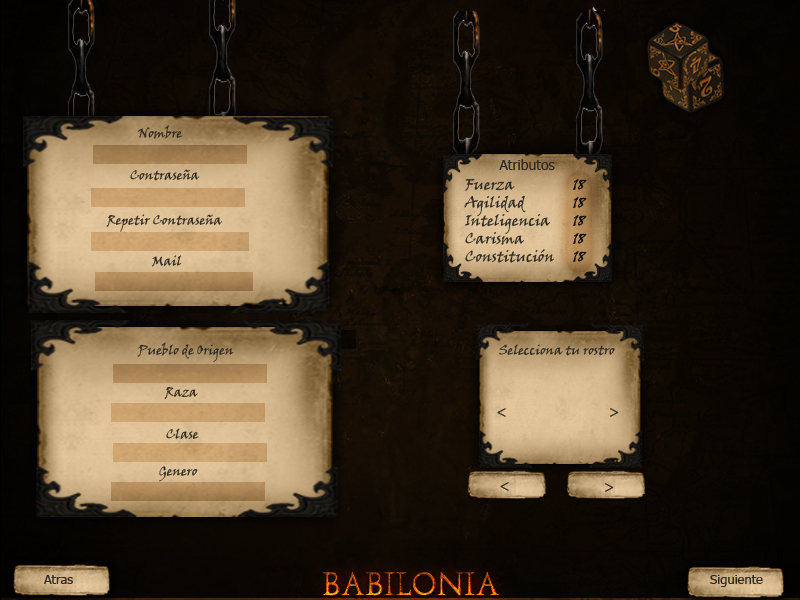 Nombre
Contraseña
Repetir Contraseña
Mail
Pueblo de Origen
Raza
Clase
Genero
Atributos
Fuerza 18
Agilidad 18
Inteligencia 18
Carisma 18
Constitución 18
Selecciona tu rostro
< >
< >
Atras
BABILONIA
Siguiente